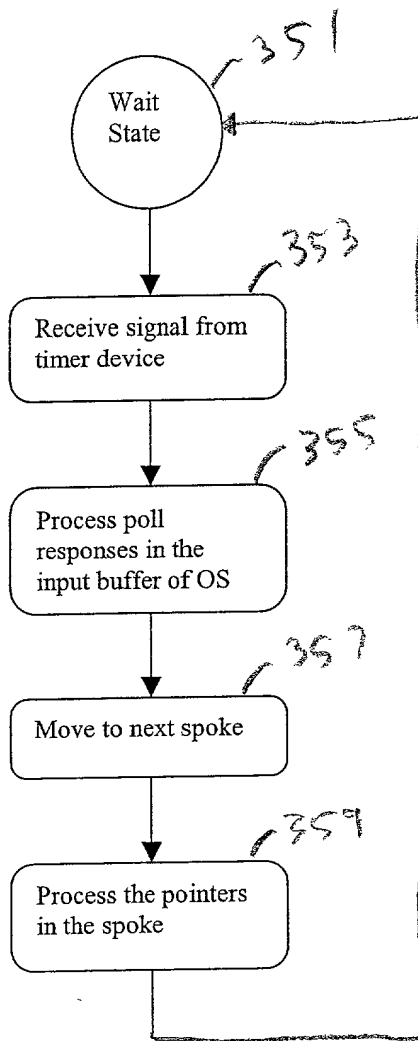 351
Wait
State
353
Receive signal from
timer device
355
Process poll
responses in the
input buffer of OS
357
Move to next spoke
359
Process the pointers
in the spoke